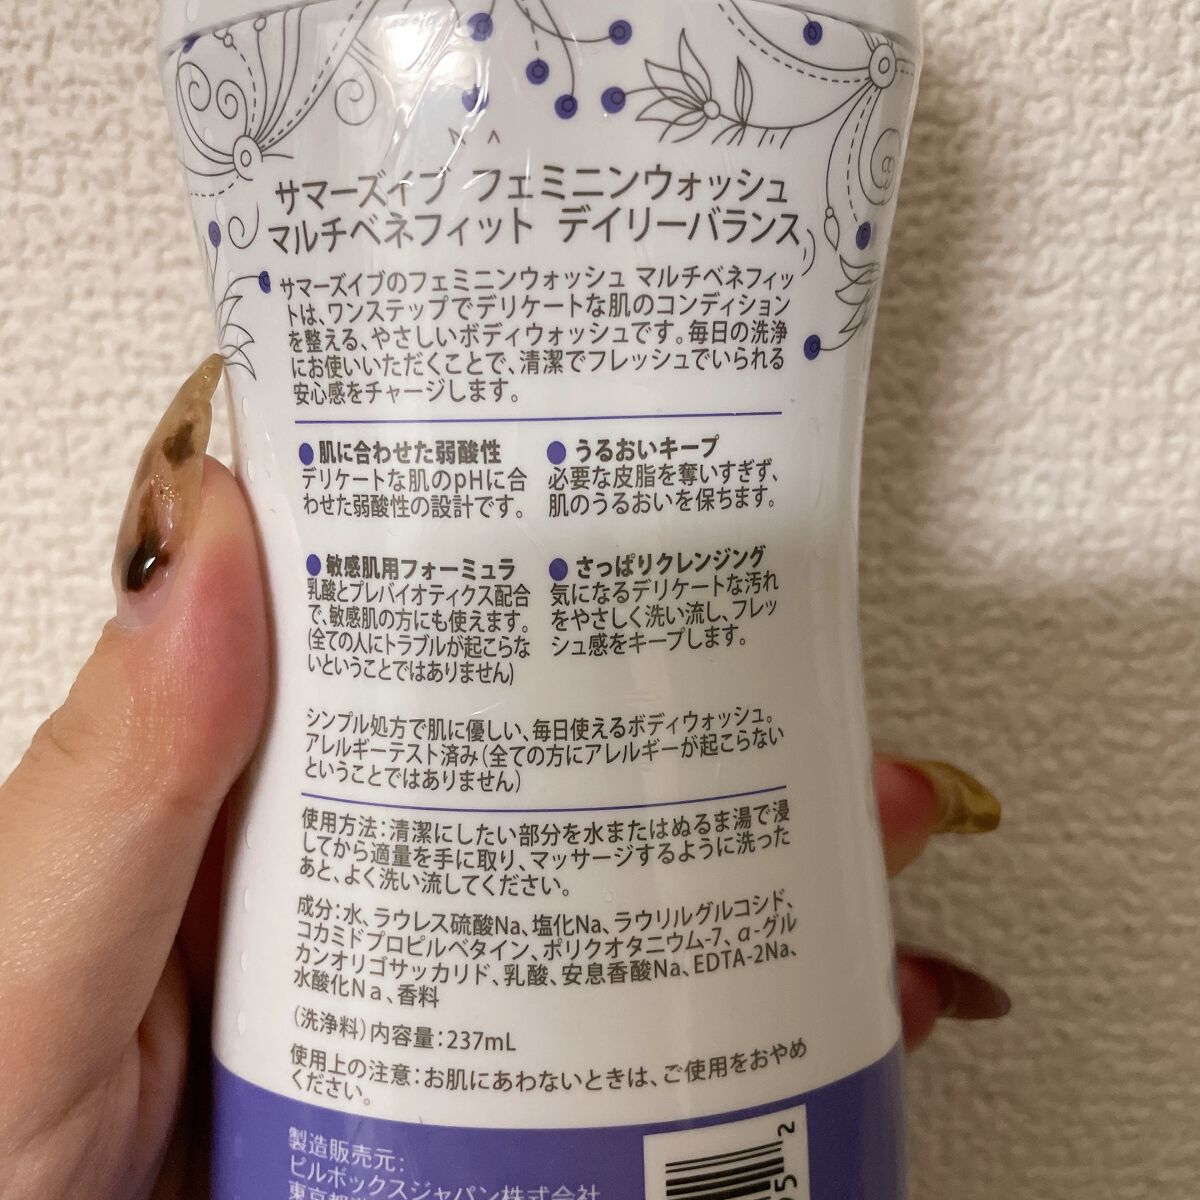 サマーズイブ フェミニンウォッシュ
マルチベネフィット デイリーバランス
サマーズイブのフェミニンウォッシュ マルチベネフィッ
トは、ワンステップでデリケートな肌のコンディション
を整える、やさしいボディウォッシュです。毎日の洗浄
にお使いいただくことで、清潔でフレッシュでいられる
安心感をチャージします。
●肌に合わせた弱酸性
デリケートな肌のpHに合
わせた弱酸性の設計です。
●うるおいキープ
必要な皮脂を奪いすぎず、
肌のうるおいを保ちます。
●敏感肌用フォーミュラ
乳酸とプレバイオティクス配合
で、敏感肌の方にも使えます。
(全ての人にトラブルが起こらな
いということではありません)
●さっぱりクレンジング
気になるデリケートな汚れ
をやさしく洗い流し、フレッ
シュ感をキープします。
シンプル処方で肌に優しい、毎日使えるボディウォッシュ。
アレルギーテスト済み(全ての方にアレルギーが起こらない
ということではありません)
使用方法:清潔にしたい部分を水またはぬるま湯で浸
してから適量を手に取り、マッサージするように洗った
あと、よく洗い流してください。
成分:水、ラウレス硫酸Na、塩化Na、ラウリルグルコシド、
コカミドプロピルベタイン、ポリクオタニウム-7、α-グル
カンオリゴサッカリド、乳酸、安息香酸Na、EDTA-2Na、
水酸化Na、香料
(洗浄料)内容量:237mL
使用上の注意:お肌にあわないときは、ご使用をおやめ
ください。
製造販売元:
ピルボックスジャパン株式会社
東京都港
95 2